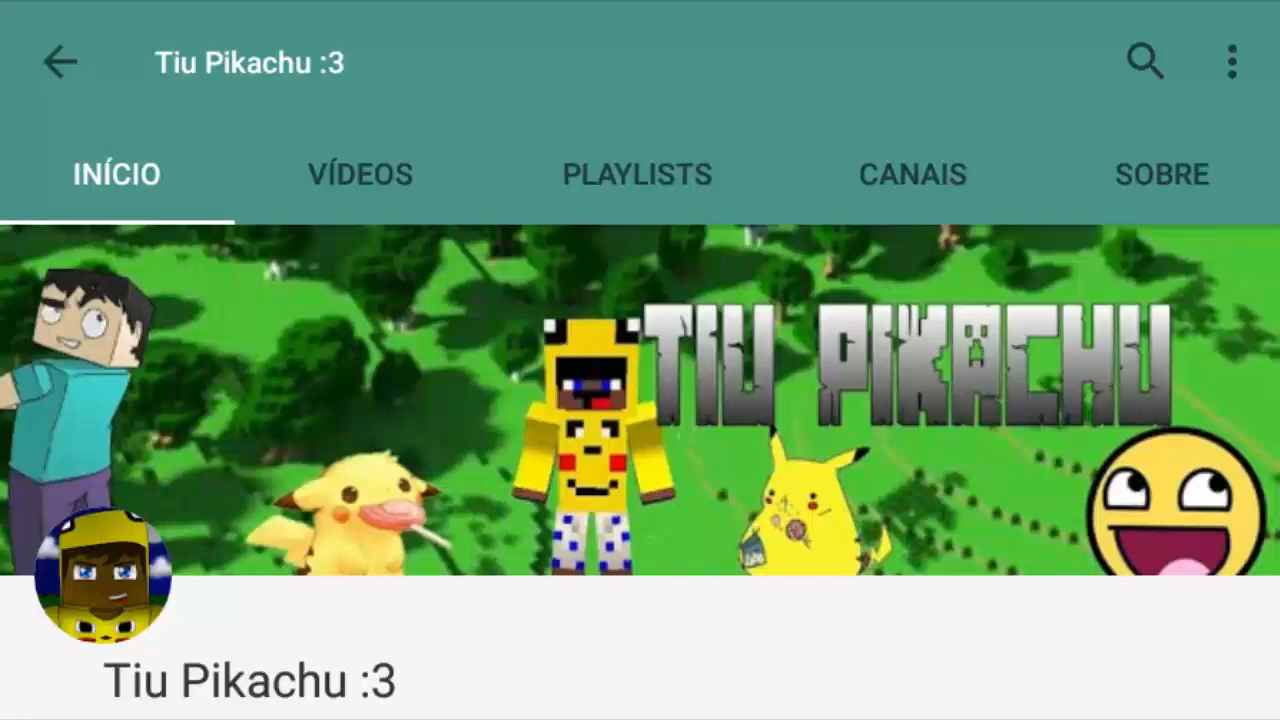 Tiu Pikachu :3
INÍCIO VÍDEOS PLAYLISTS CANAIS SOBRE
TIU PIKACHU
Tiu Pikachu :3